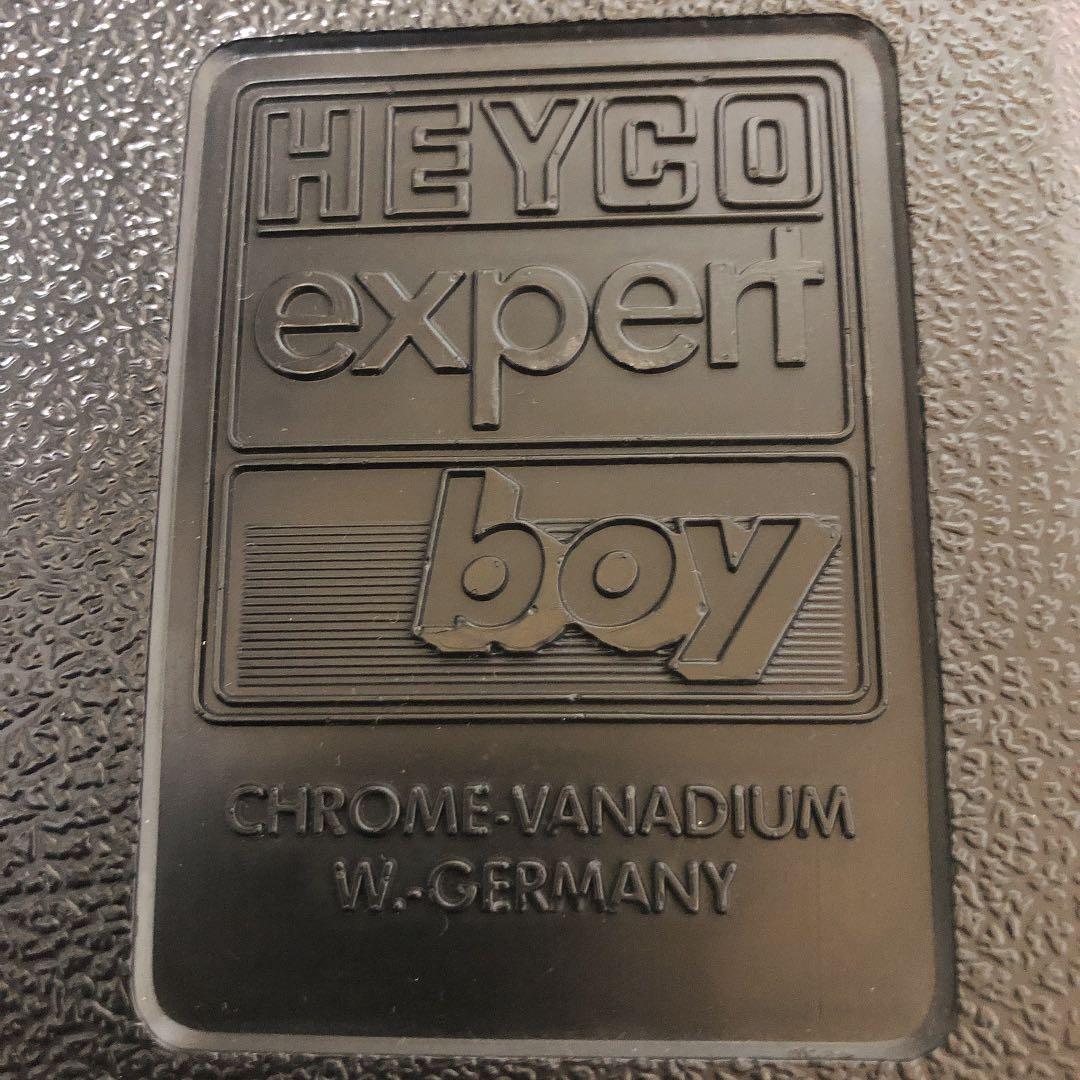 HEYCO
expert
boy
CHROME-VANADIUM
W.-GERMANY